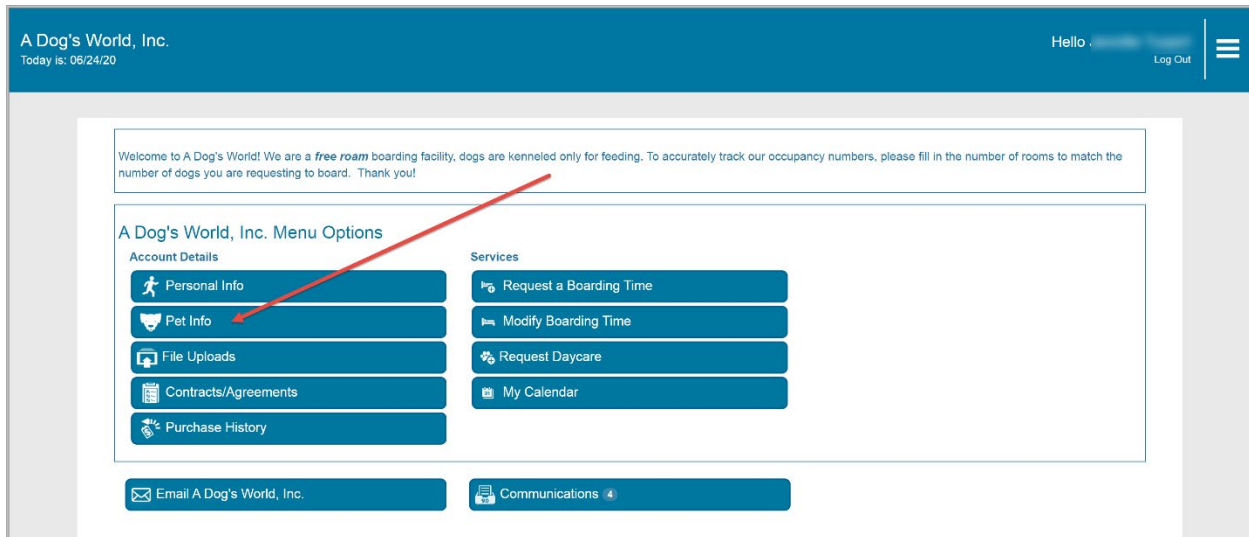 A Dog's World, Inc.
Today is: 06/24/20
Hello
Log Out
Welcome to A Dog's World! We are a free roam boarding facility, dogs are kenneled only for feeding. To accurately track our occupancy numbers, please fill in the number of rooms to match the
number of dogs you are requesting to board. Thank you!
A Dog's World, Inc. Menu Options
Account Details
Personal Info
Pet Info
File Uploads
Contracts/Agreements
Purchase History
Services
Request a Boarding Time
Modify Boarding Time
Request Daycare
My Calendar
Email A Dog's World, Inc.
Communications 4